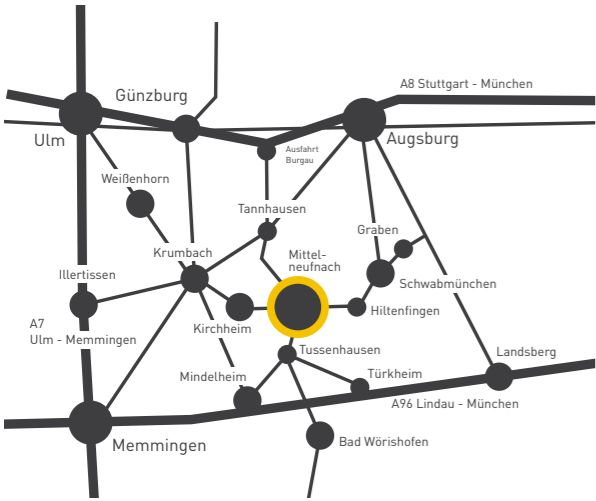 A8 Stuttgart - München
Günzburg
Ulm
Augsburg
Ausfahrt
Burgau
Weißenhorn
Tannhausen
Graben
Krumbach
Mittel-
neufnach
Illertissen
Schwabmünchen
Hiltenfingen
A7
Ulm - Memmingen
Kirchheim
Tussenhausen
Landsberg
Mindelheim
Türkheim
A96 Lindau - München
Memmingen
Bad Wörishofen